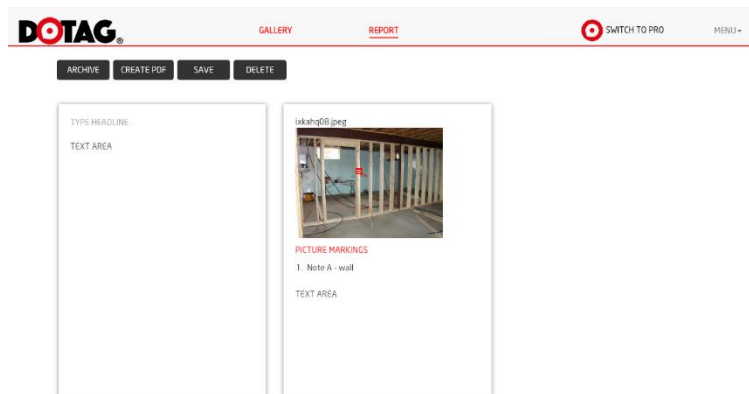 DOTAG®
GALLERY
REPORT
SWITCH TO PRO
MENU
ARCHIVE
CREATE PDF
SAVE
DELETE
TYPE HEADLINE
TEXT AREA
ixkahq08.jpeg
PICTURE MARKINGS
1. Note A - wall
TEXT AREA